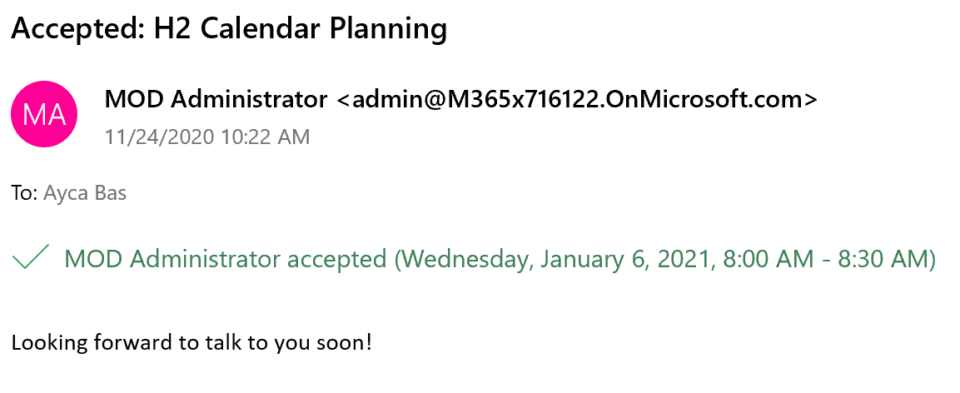 Accepted: H2 Calendar Planning
MA
MOD Administrator <admin@M365x716122.OnMicrosoft.com>
11/24/2020 10:22 AM
To: Ayca Bas
MOD Administrator accepted (Wednesday, January 6, 2021, 8:00 AM - 8:30 AM)
Looking forward to talk to you soon!